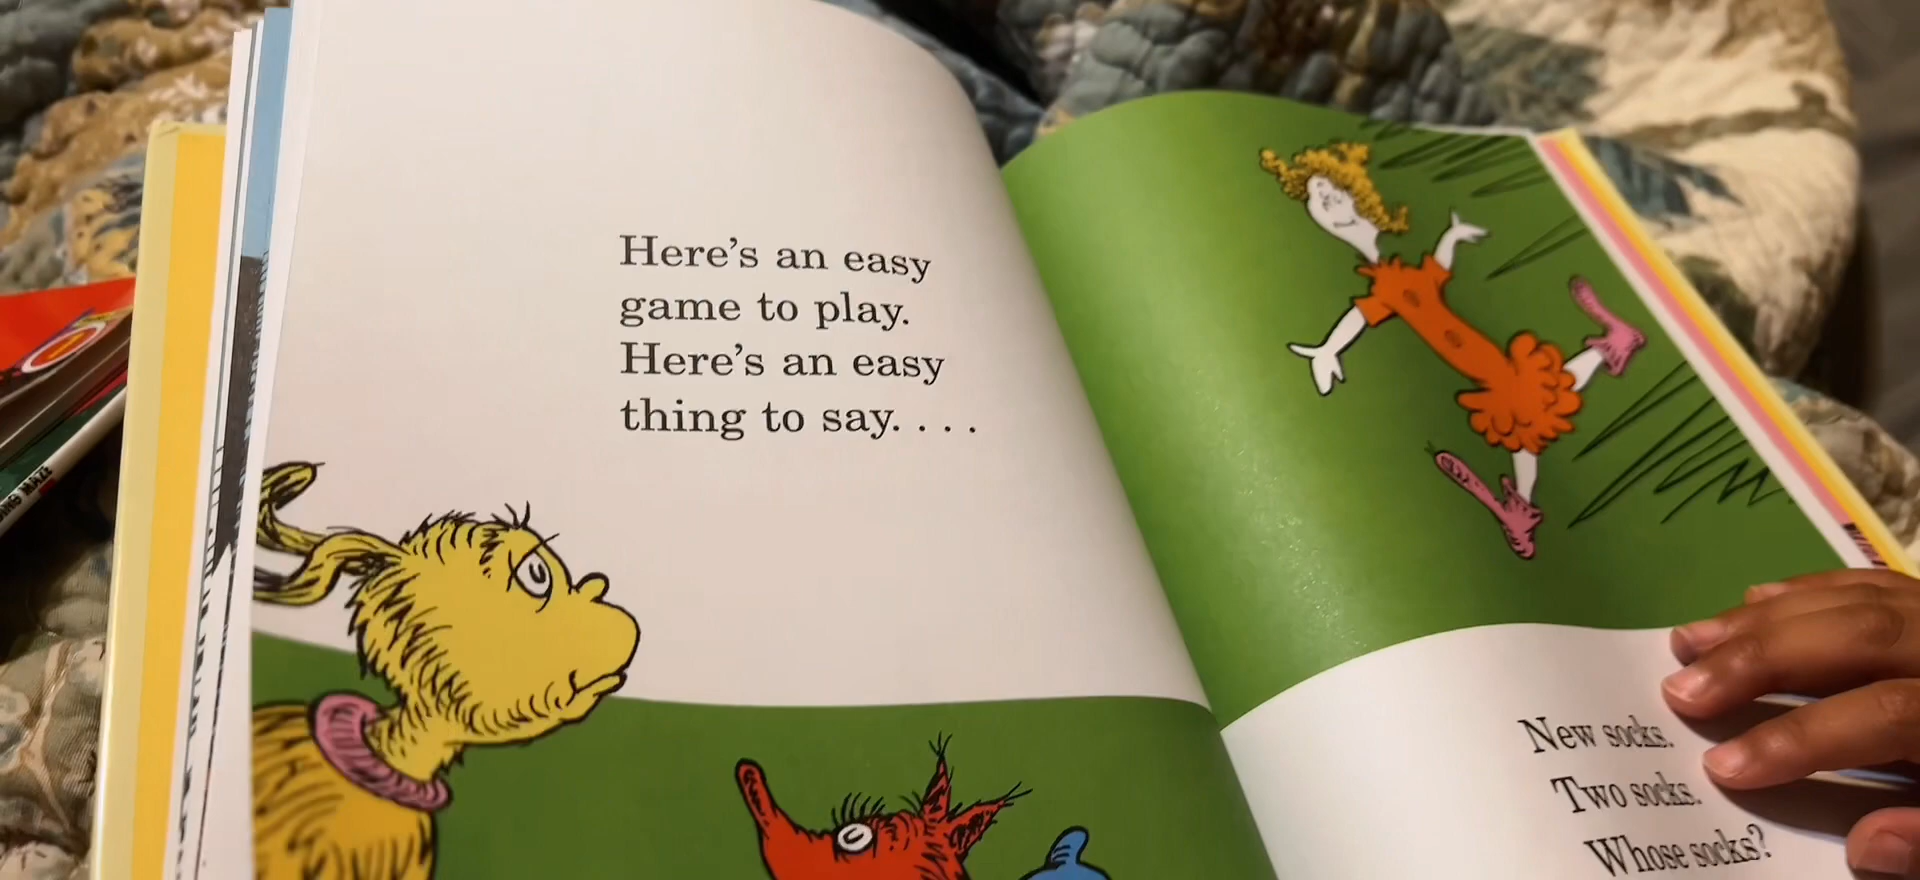 Here's an easy
game to play.
Here's an easy
thing to say. . . .
New socks.
Two socks.
Whose socks?